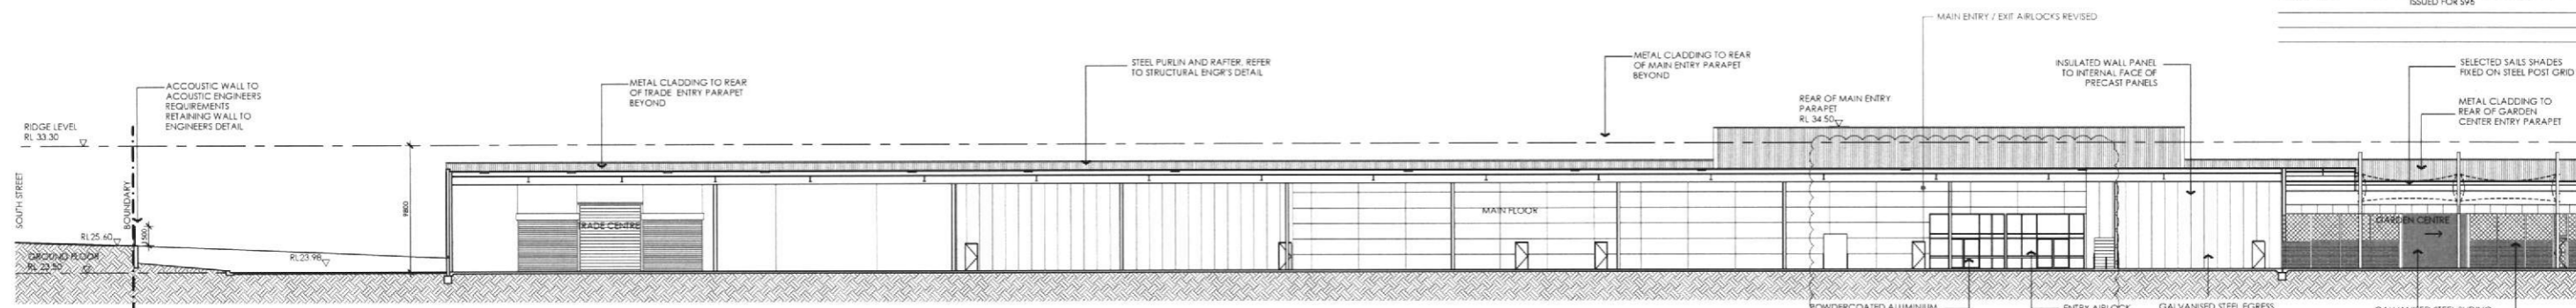 ISSUED FOR S96
MAIN ENTRY / EXIT AIRLOCKS REVISED
ACCOUSTIC WALL TO
ACOUSTIC ENGINEERS
REQUIREMENTS
RETAINING WALL TO
ENGINEERS DETAIL
METAL CLADDING TO REAR
OF TRADE ENTRY PARAPET
BEYOND
STEEL PURLIN AND RAFTER, REFER
TO STRUCTURAL ENGR'S DETAIL
METAL CLADDING TO REAR
OF MAIN ENTRY PARAPET
BEYOND
REAR OF MAIN ENTRY
PARAPET
RL 34.50
INSULATED WALL PANEL
TO INTERNAL FACE OF
PRECAST PANELS
SELECTED SAILS SHADES
FIXED ON STEEL POST GRID
METAL CLADDING TO
REAR OF GARDEN
CENTER ENTRY PARAPET
RIDGE LEVEL
RL 33.30
SOUTH STREET
BOUNDARY
9800
1500
TRADE CENTRE
MAIN FLOOR
GARDEN CENTRE
RL25.60
RL23.98
GROUND FLOOR
RL 23.50
POWDERCOATED ALUMINIUM
ENTRY AIRLOCK
GALVANISED STEEL EGRESS